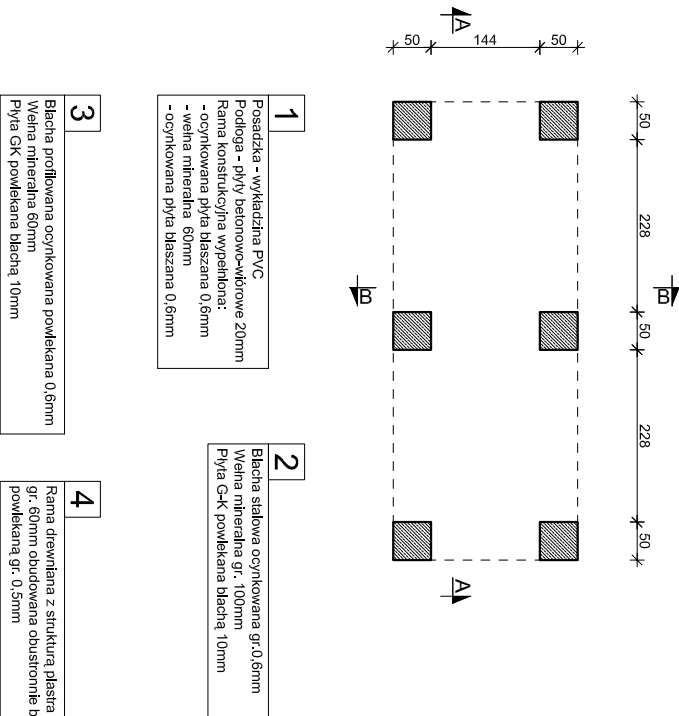 A
50
144
50
50
228
50
228
50
B
B
A
1
Posadzka - wykładzina PVC
Podłoga - płyty betonowo-wiórowe 20mm
Rama konstrukcyjna wypełniona:
- ocynkowana płyta blaszana 0,6mm
- wełna mineralna 60mm
- ocynkowana płyta blaszana 0,6mm
2
Blacha stalowa ocynkowana gr.0,6mm
Wełna mineralna gr. 100mm
Płyta G-K powlekana blachą 10mm
3
Blacha profilowana ocynkowana powlekana 0,6mm
Wełna mineralna 60mm
Płyta GK powlekana blachą 10mm
4
Rama drewniana z strukturą plastra
gr. 60mm obudowana obustronnie b
powlekaną gr. 0,5mm